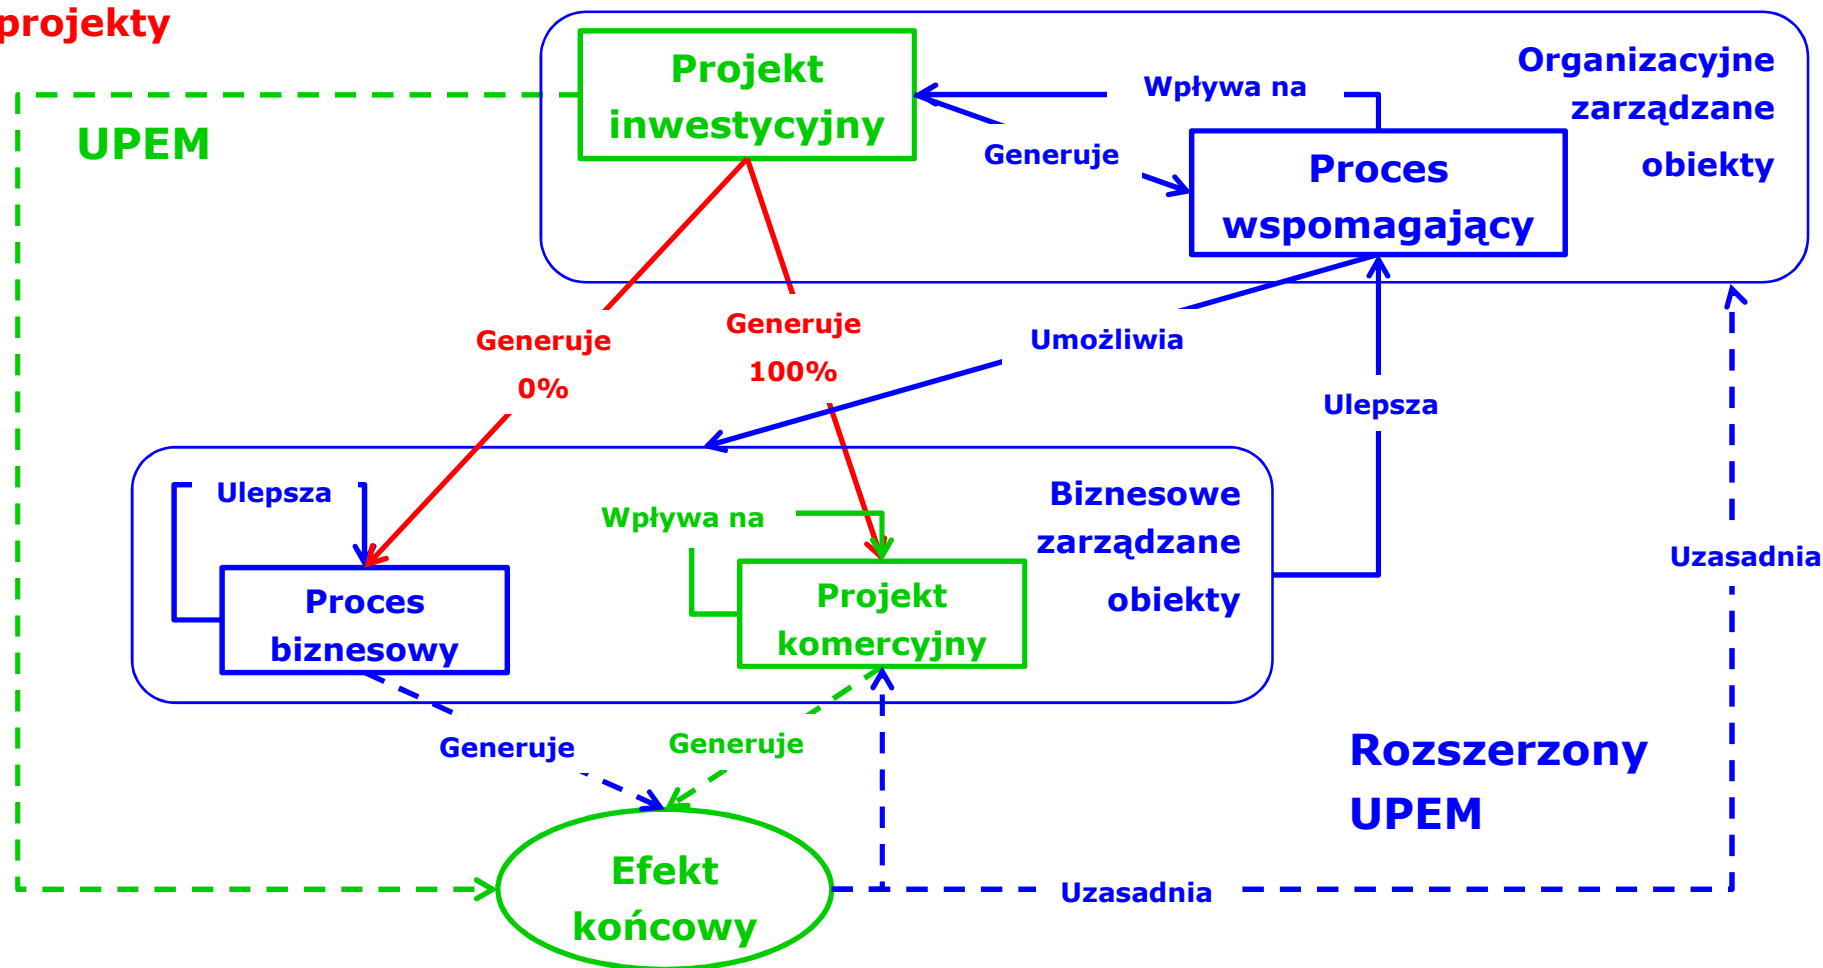 projekty
UPEM
Projekt
inwestycyjny
Wpływa na
Generuje
Organizacyjne
zarządzane
obiekty
Proces
wspomagający
Generuje
0%
Generuje
100%
Umożliwia
Ulepsza
Ulepsza
Wpływa na
Biznesowe
zarządzane
obiekty
Uzasadnia
Proces
biznesowy
Projekt
komercyjny
Generuje
Generuje
Rozszerzony
UPEM
Efekt
końcowy
Uzasadnia